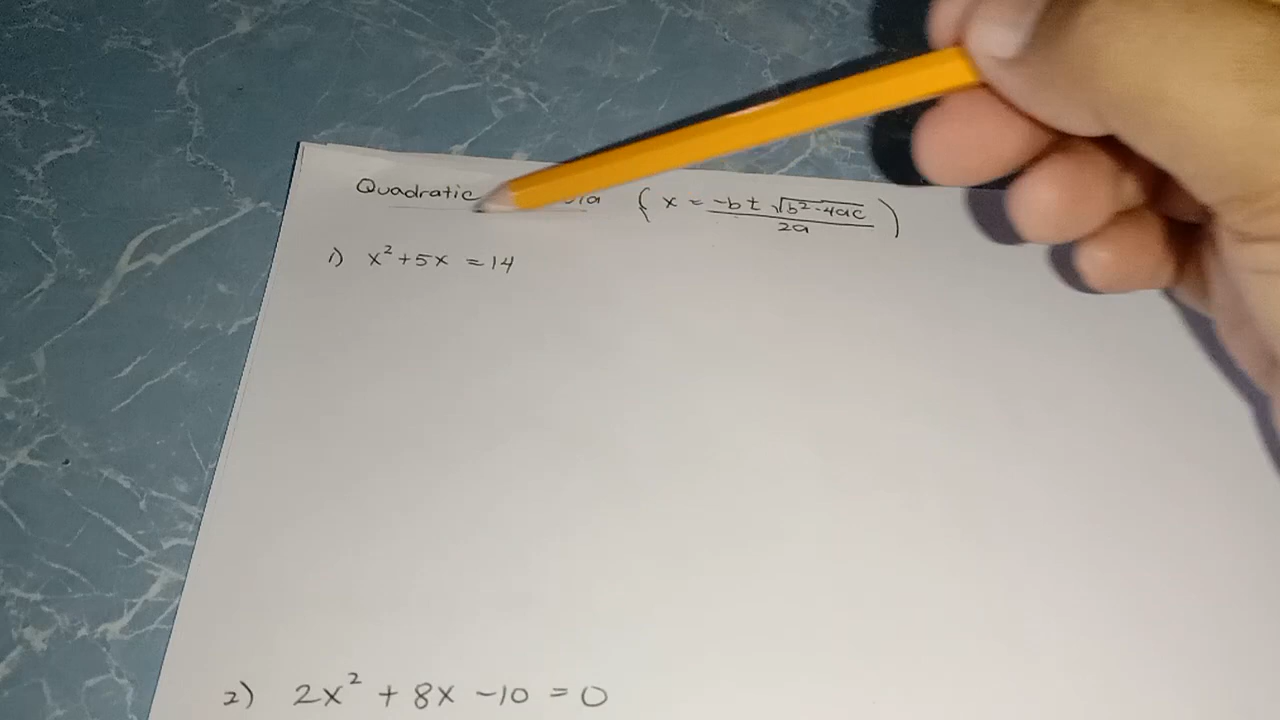 Quadratic (x = -b ± √b²-4ac / 2a)
1) x² + 5x = 14
2) 2x² + 8x - 10 = 0